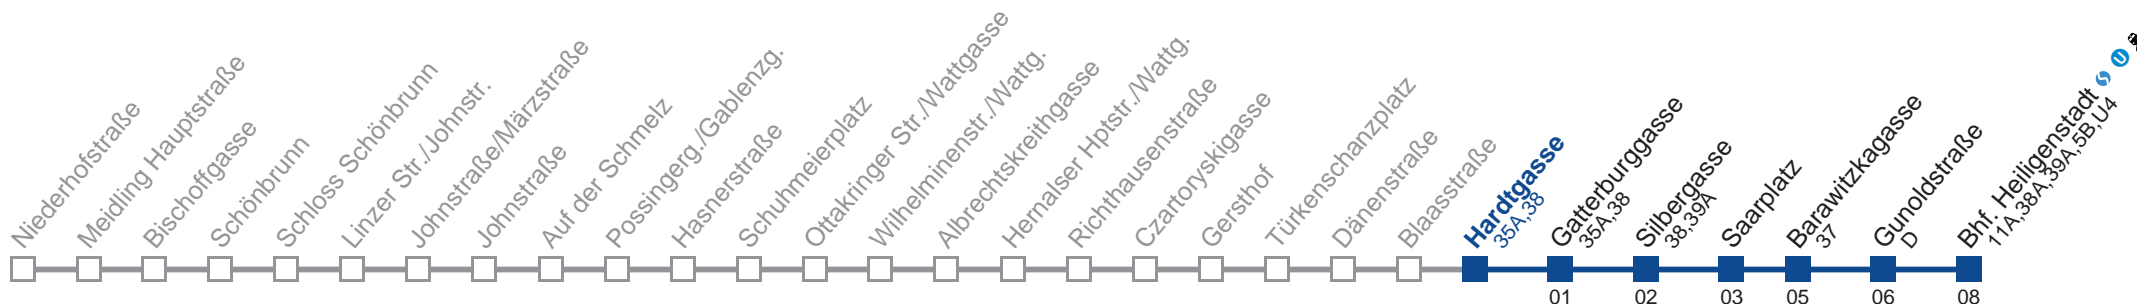 Niederhofstraße
Meidling Hauptstraße
Bischoffgasse
Schönbrunn
Schloss Schönbrunn
Linzer Str./Johnstr.
Johnstraße/Märzstraße
Johnstraße
Auf der Schmelz
Possingerg./Gablenzg.
Hasnerstraße
Schuhmeierplatz
Ottakringer Str./Wattgasse
Wilhelminenstr./Wattg.
Albrechtskreithgasse
Hernalser Hptstr./Wattg.
Richthausenstraße
Czartoryskigasse
Gersthof
Türkenschanzplatz
Dänenstraße
Blaasstraße
Hardtgasse
35A,38
Gatterburggasse
35A,38
Silbergasse
38,39A
Saarplatz
Barawitzkagasse
37
Gunoldstraße
D
Bhf. Heiligenstadt S U
11A,38A,39A,5B,U4
01 02 03 05 06 08